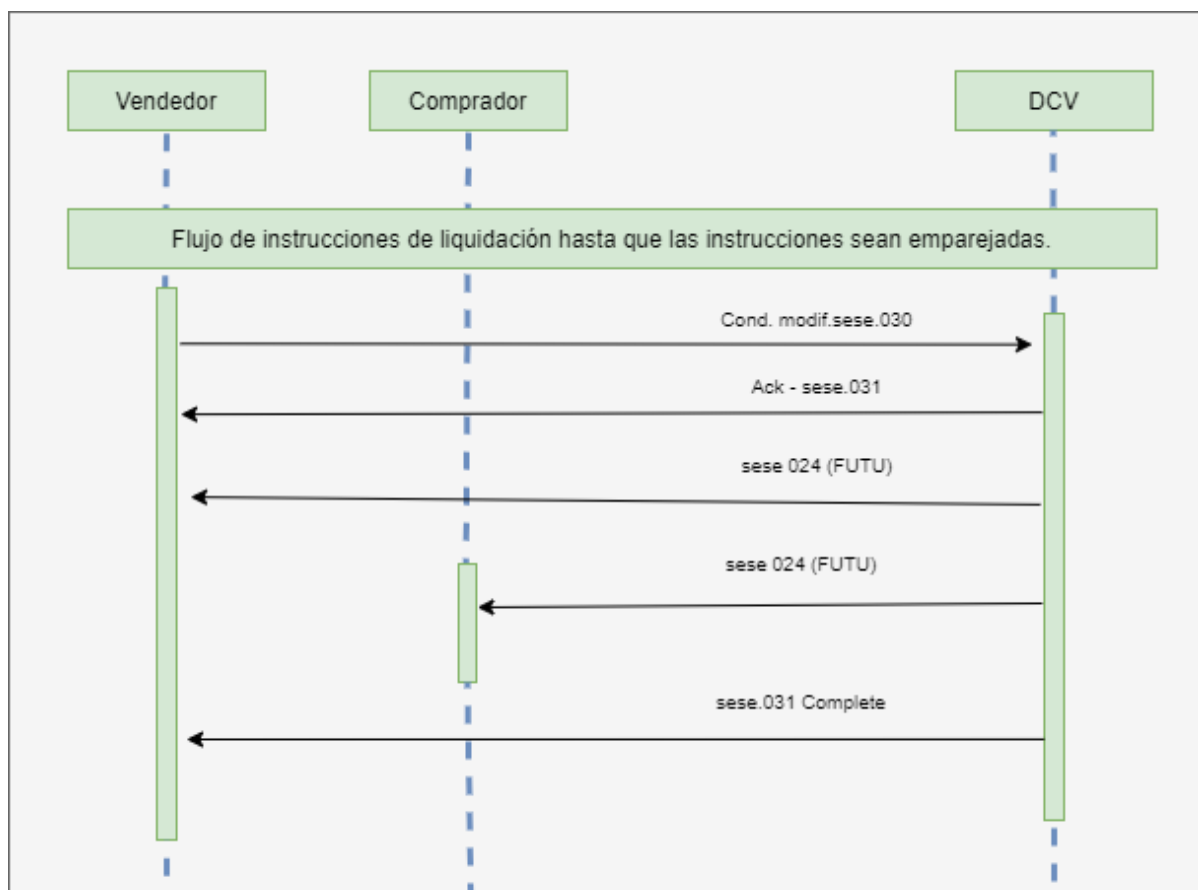 Vendedor
Comprador
DCV
Flujo de instrucciones de liquidación hasta que las instrucciones sean emparejadas.
Cond. modif.sese.030
Ack - sese.031
sese 024 (FUTU)
sese 024 (FUTU)
sese.031 Complete